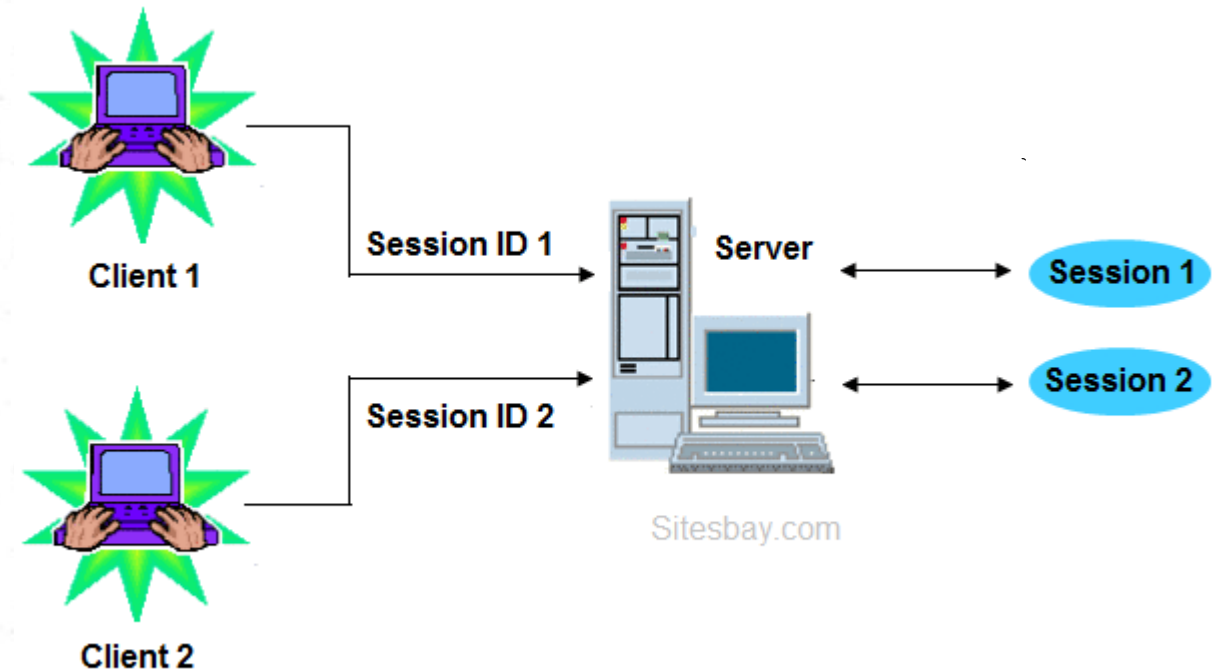 Client 1
Session ID 1
Server
Session 1
Session ID 2
Session 2
Sitesbay.com
Client 2